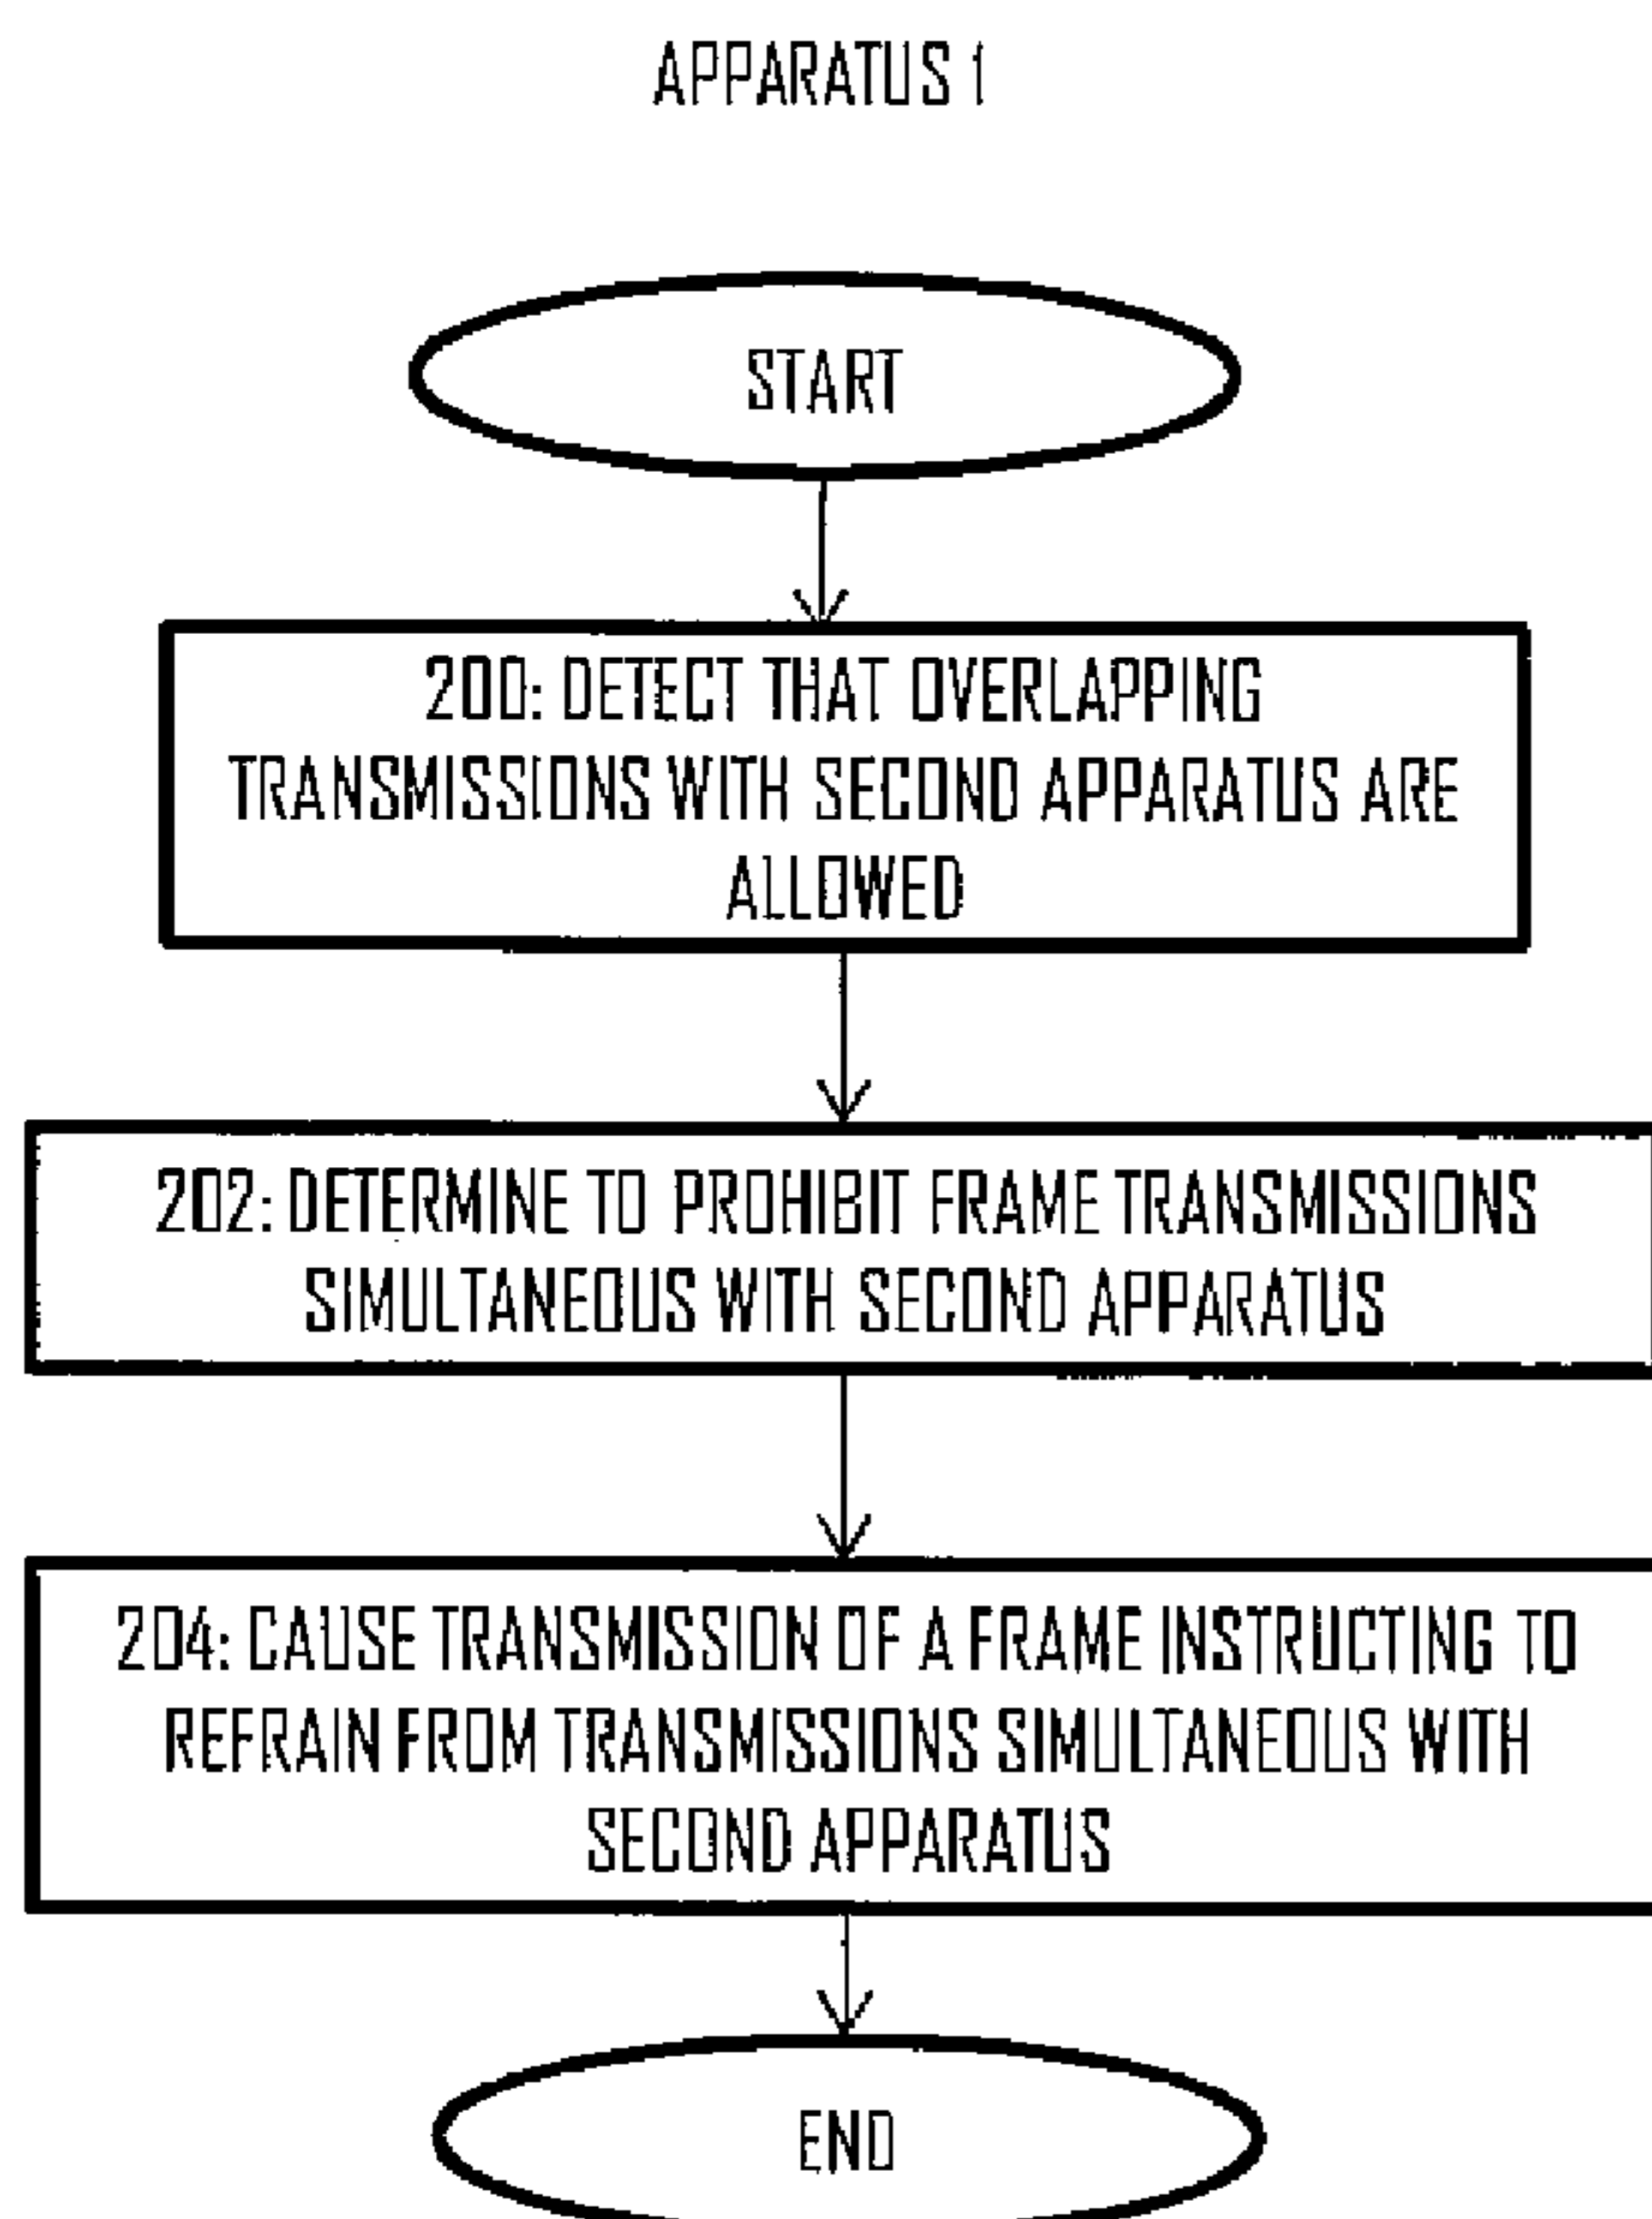 APPARATUS 1
START
200: DETECT THAT OVERLAPPING
TRANSMISSIONS WITH SECOND APPARATUS ARE
ALLOWED
202: DETERMINE TO PROHIBIT FRAME TRANSMISSIONS
SIMULTANEOUS WITH SECOND APPARATUS
204: CAUSE TRANSMISSION OF A FRAME INSTRUCTING TO
REFRAIN FROM TRANSMISSIONS SIMULTANEOUS WITH
SECOND APPARATUS
END